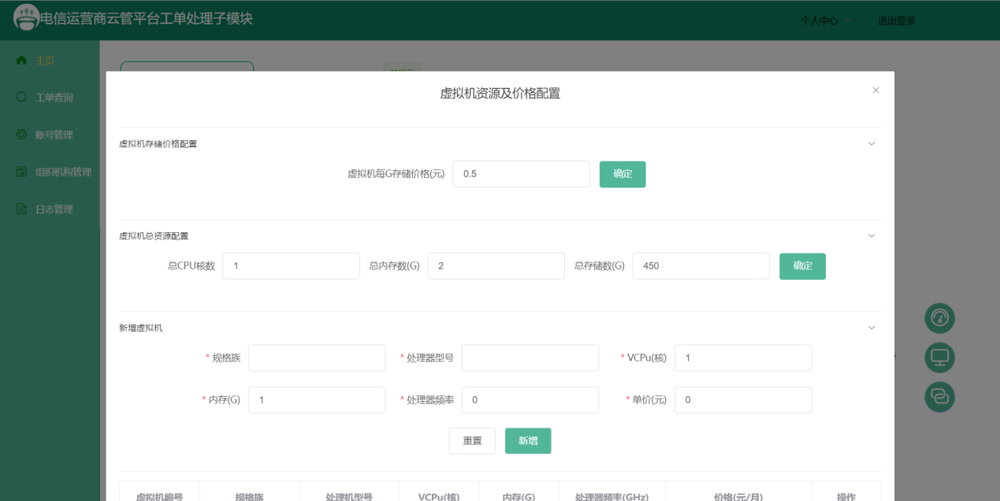 电信运营商云管平台工单处理子模块
个人中心 退出登录
主页
工单查询
账号管理
组织机构管理
日志管理
虚拟机资源及价格配置
虚拟机存储价格配置
虚拟机每G存储价格(元) 0.5 确定
虚拟机总资源配置
总CPU核数 1 总内存数(G) 2 总存储数(G) 450 确定
新增虚拟机
* 规格族 * 处理器型号 * VCPu(核) 1
* 内存(G) 1 * 处理器频率 0 * 单价(元) 0
重置 新增
虚拟机编号 规格族 处理机型号 VCPu(核) 内存(G) 处理器频率(GHz) 价格(元/月) 操作